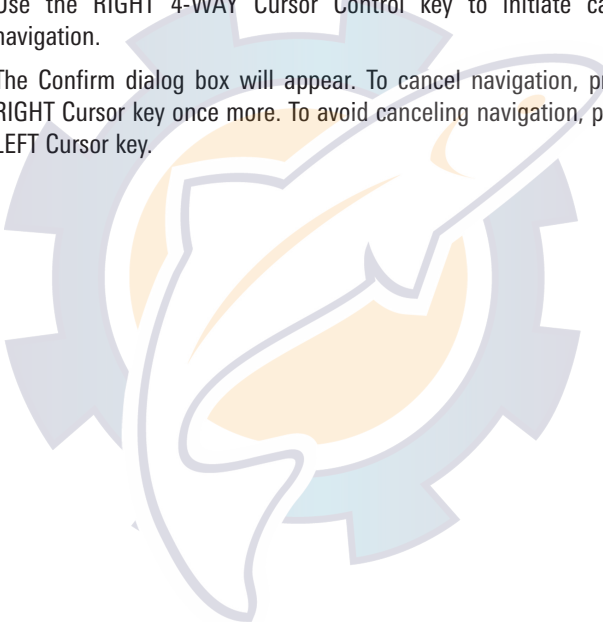 Use the RIGHT 4-WAY Cursor Control key to initiate
navigation.
The Confirm dialog box will appear. To cancel navigation,
RIGHT Cursor key once more. To avoid canceling navigation,
LEFT Cursor key.